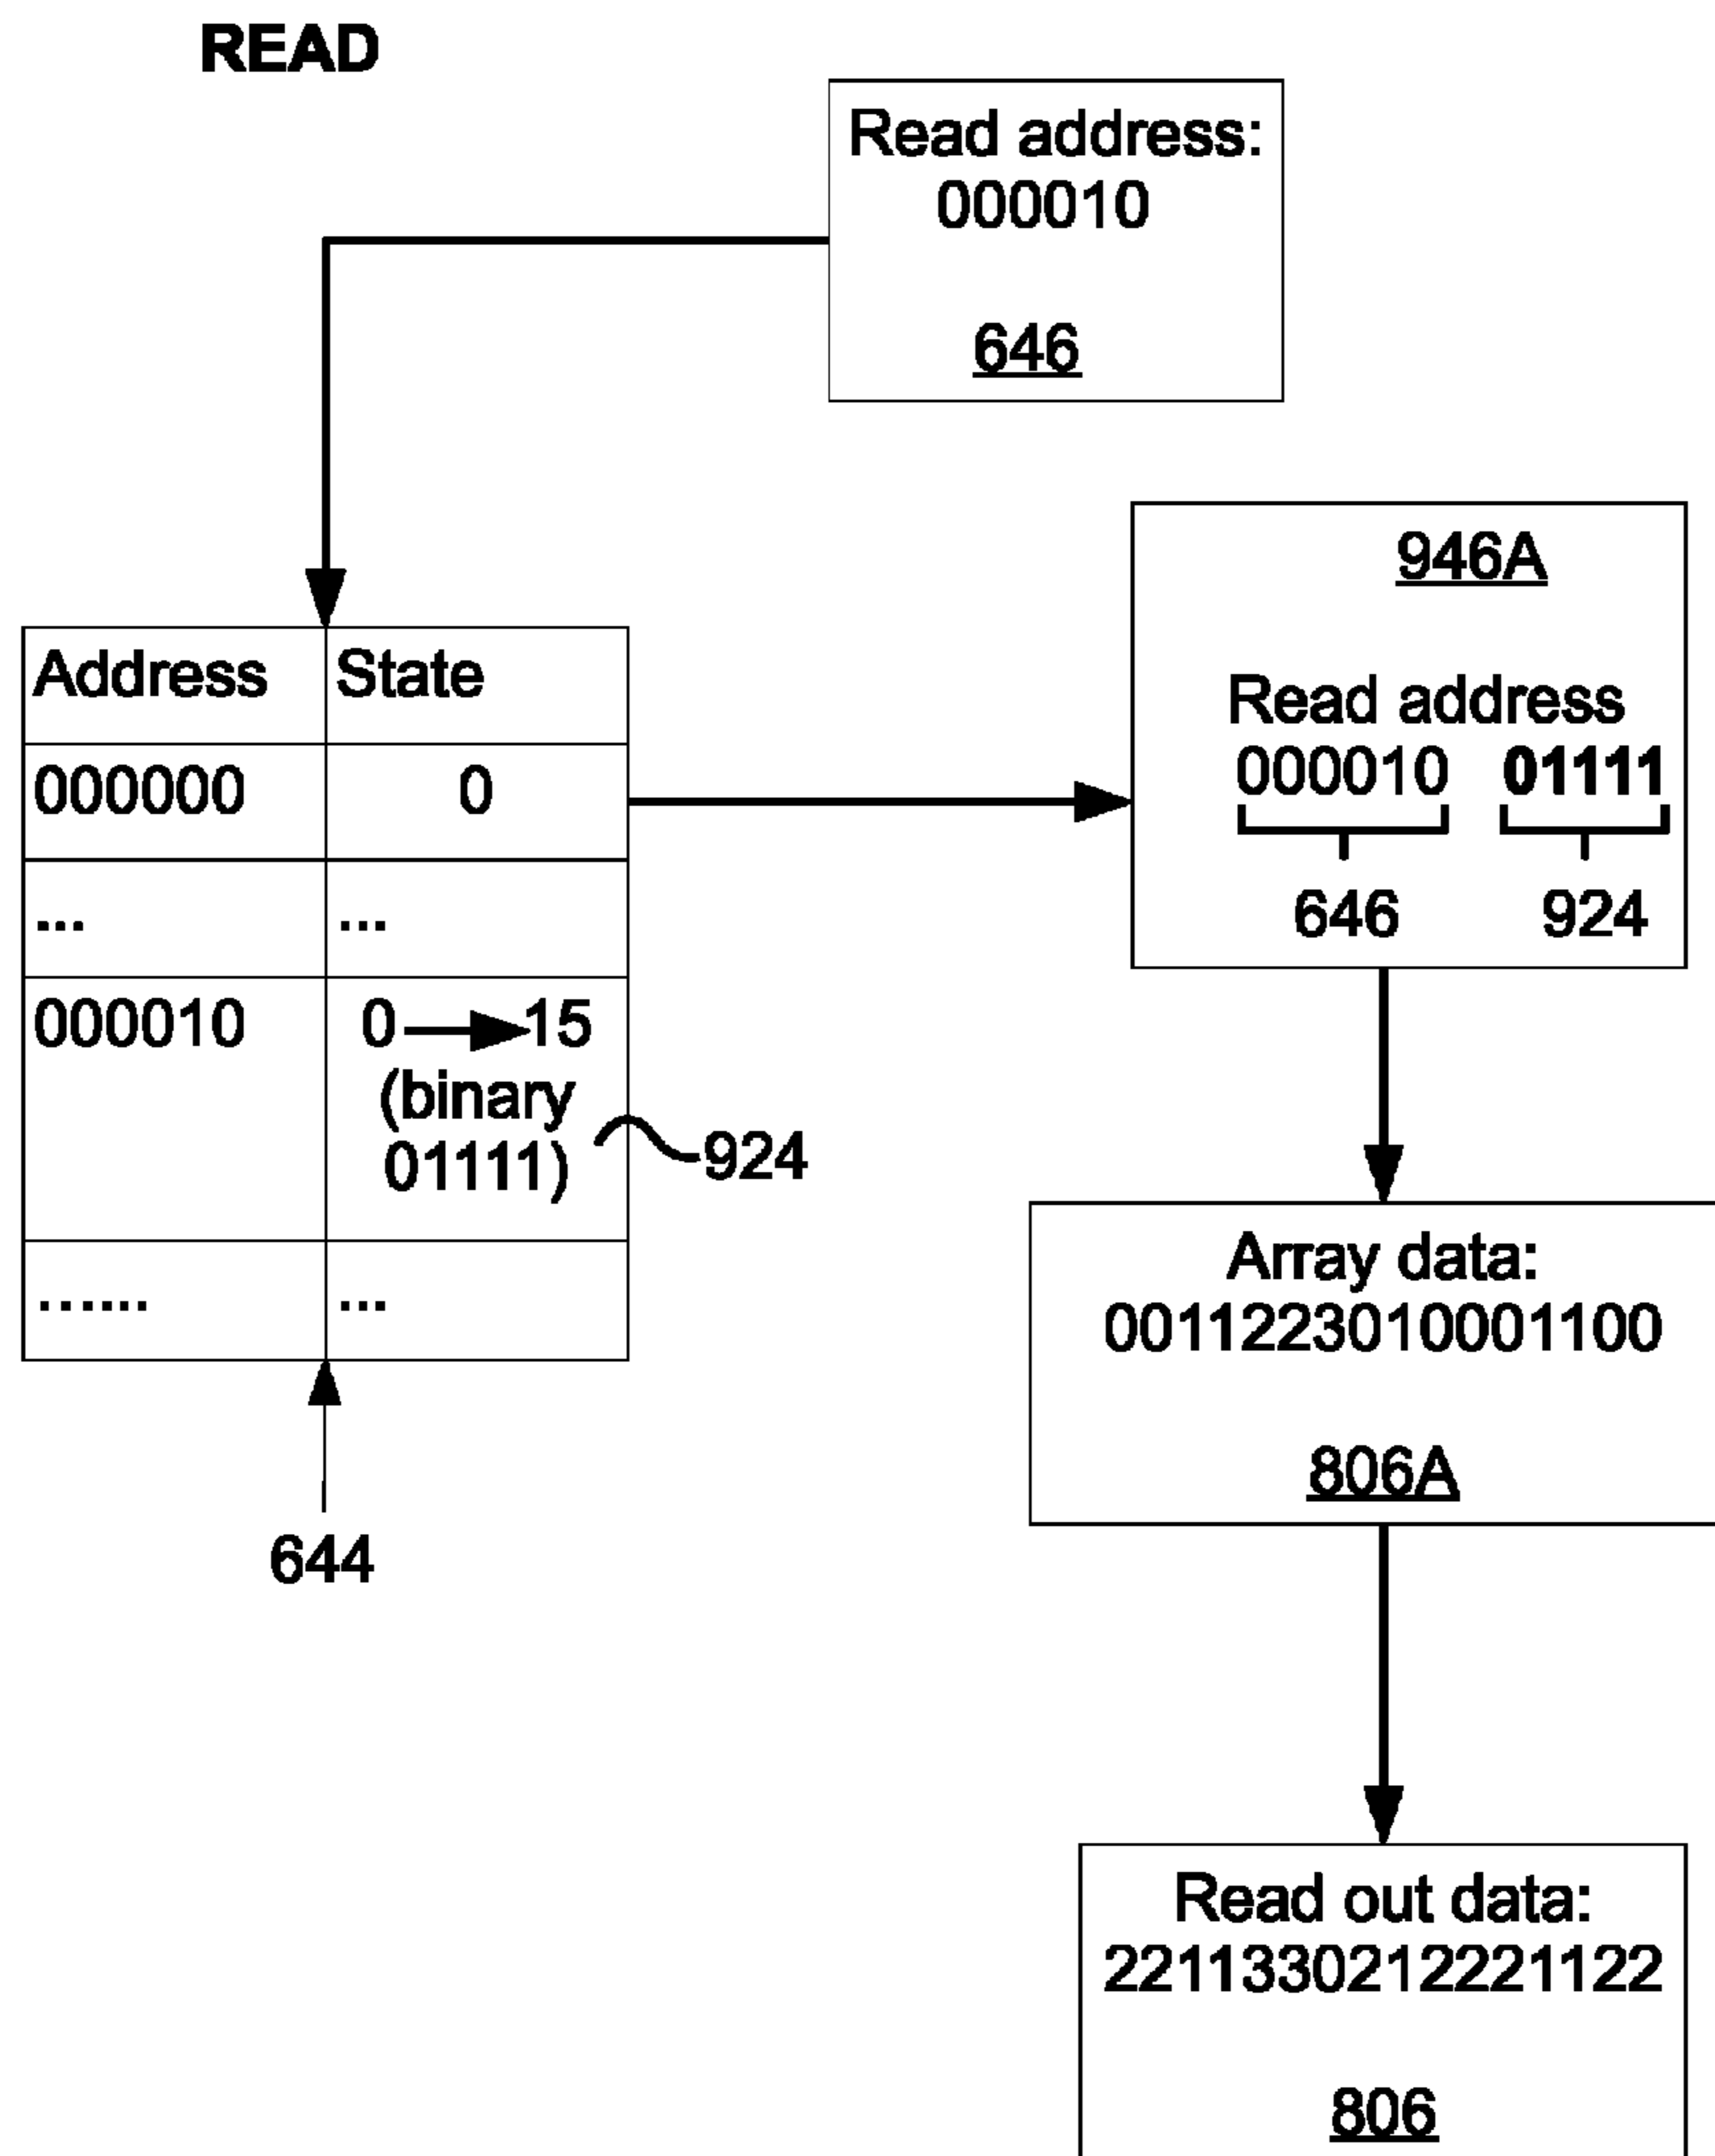 READ
Read address:
000010
646
946A
Read address
000010 01111
646 924
Address State
000000 0
... ...
000010 0 15
(binary
01111)
924
...... ...
644
Array data:
0011223010001100
806A
Read out data:
2211330212221122
806